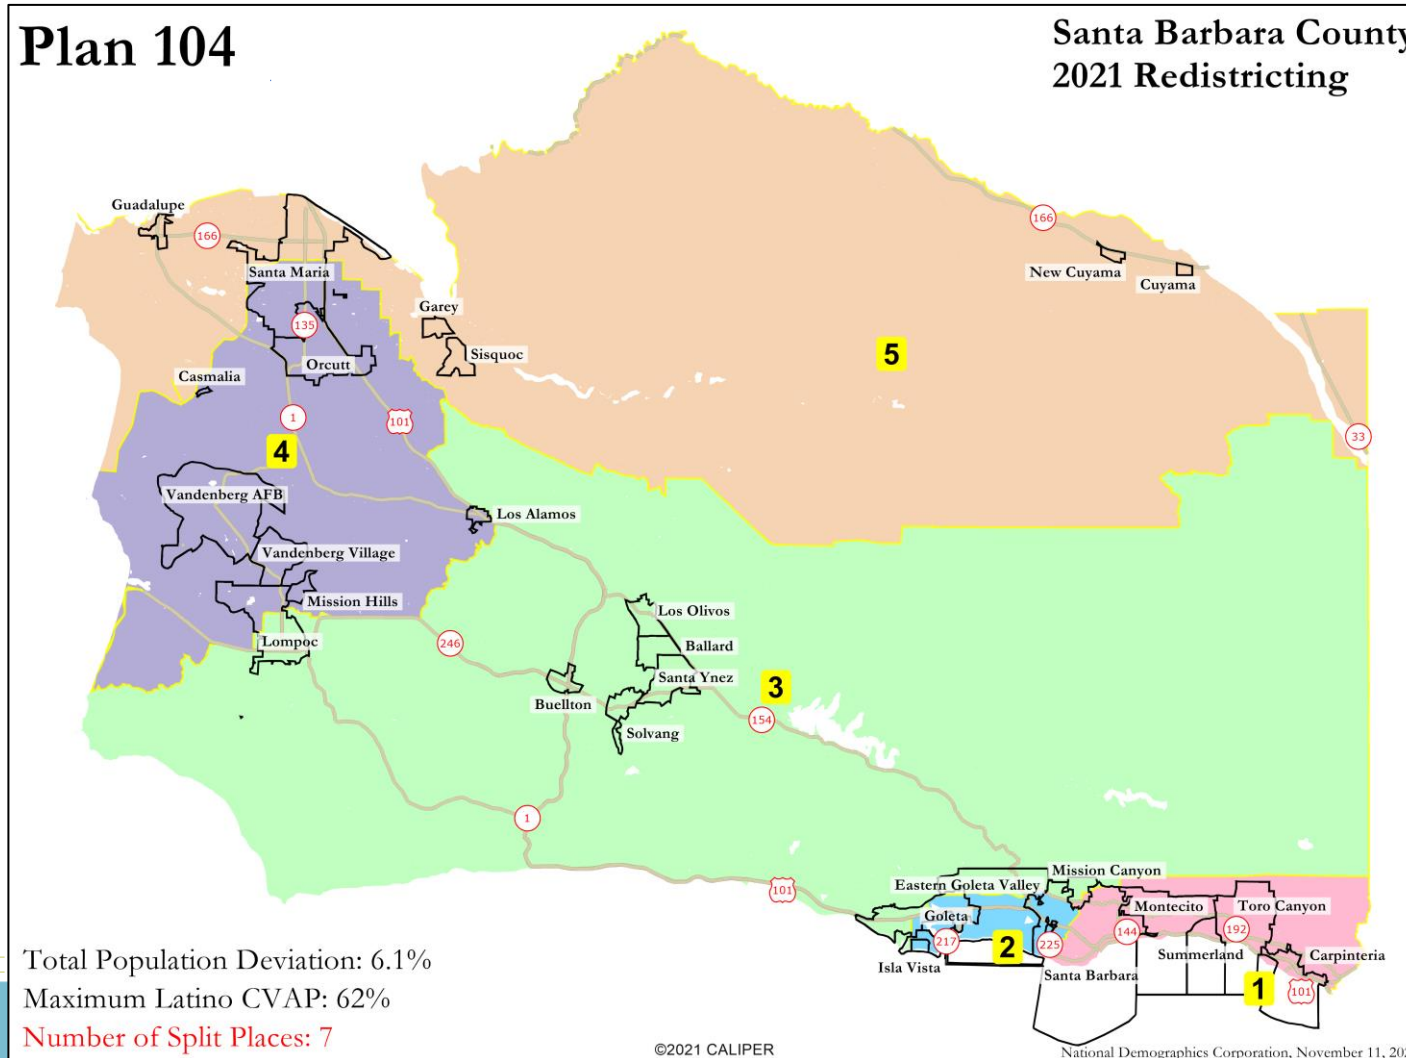 Plan 104
Santa Barbara County
2021 Redistricting
Guadalupe
166
166
Santa Maria
New Cuyama
Cuyama
Garey
135
Sisquoc
Orcutt
5
Casmalia
1
101
33
4
Vandenberg AFB
Los Alamos
Vandenberg Village
Mission Hills
Los Olivos
Lompoc
246
Ballard
Santa Ynez
3
Buellton
154
Solvang
1
Mission Canyon
Eastern Goleta Valley
101
Montecito
Toro Canyon
Goleta
217
2
225
144
192
Isla Vista
Santa Barbara
Summerland
Carpinteria
1
101
Total Population Deviation: 6.1%
Maximum Latino CVAP: 62%
Number of Split Places: 7
©2021 CALIPER
National Demographics Corporation, November 11, 202